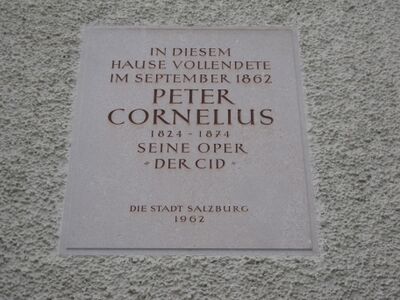 IN DIESEM
HAUSE VOLLENDETE
IM SEPTEMBER 1862
PETER
CORNELIUS
1824 - 1874
SEINE OPER
»DER CID«
DIE STADT SALZBURG
1962